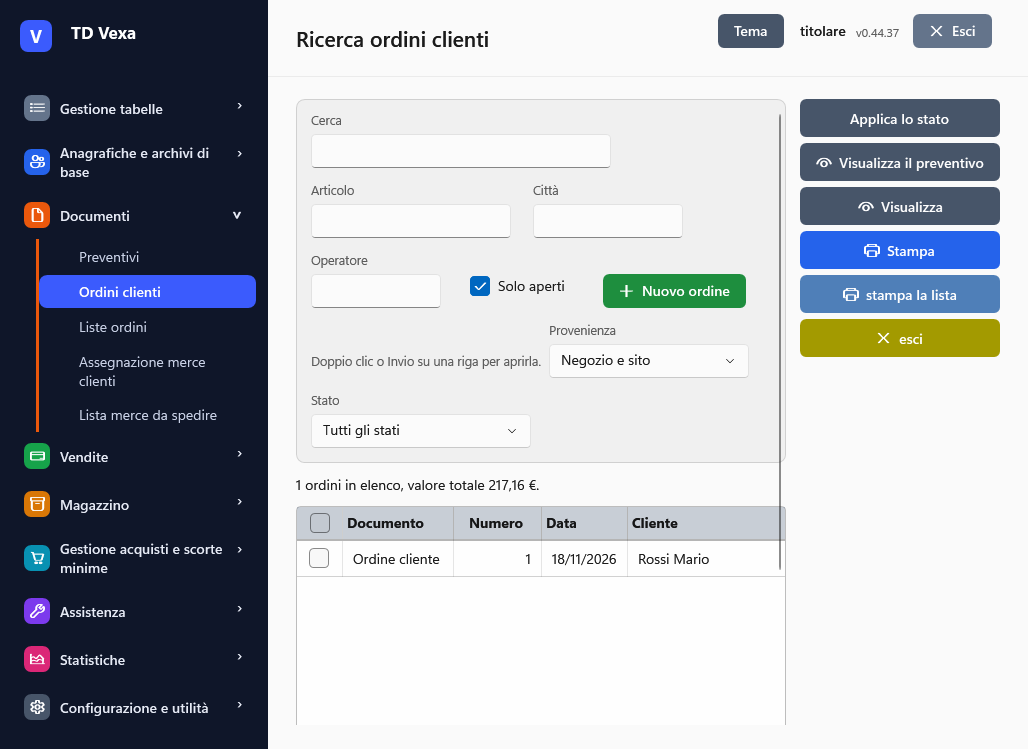 V
TD Vexa
Gestione tabelle
Anagrafiche e archivi di
base
Documenti
Preventivi
Ordini clienti
Liste ordini
Assegnazione merce
clienti
Lista merce da spedire
Vendite
Magazzino
Gestione acquisti e scorte
minime
Assistenza
Statistiche
Configurazione e utilità
Ricerca ordini clienti
Tema
titolare v0.44.37
Esci
Cerca
Articolo Città
Operatore
Solo aperti
Nuovo ordine
Provenienza
Doppio clic o Invio su una riga per aprirla. Negozio e sito
Stato
Tutti gli stati
1 ordini in elenco, valore totale 217,16 €.
Documento Numero Data Cliente
Ordine cliente 1 18/11/2026 Rossi Mario
Applica lo stato
Visualizza il preventivo
Visualizza
Stampa
stampa la lista
esci